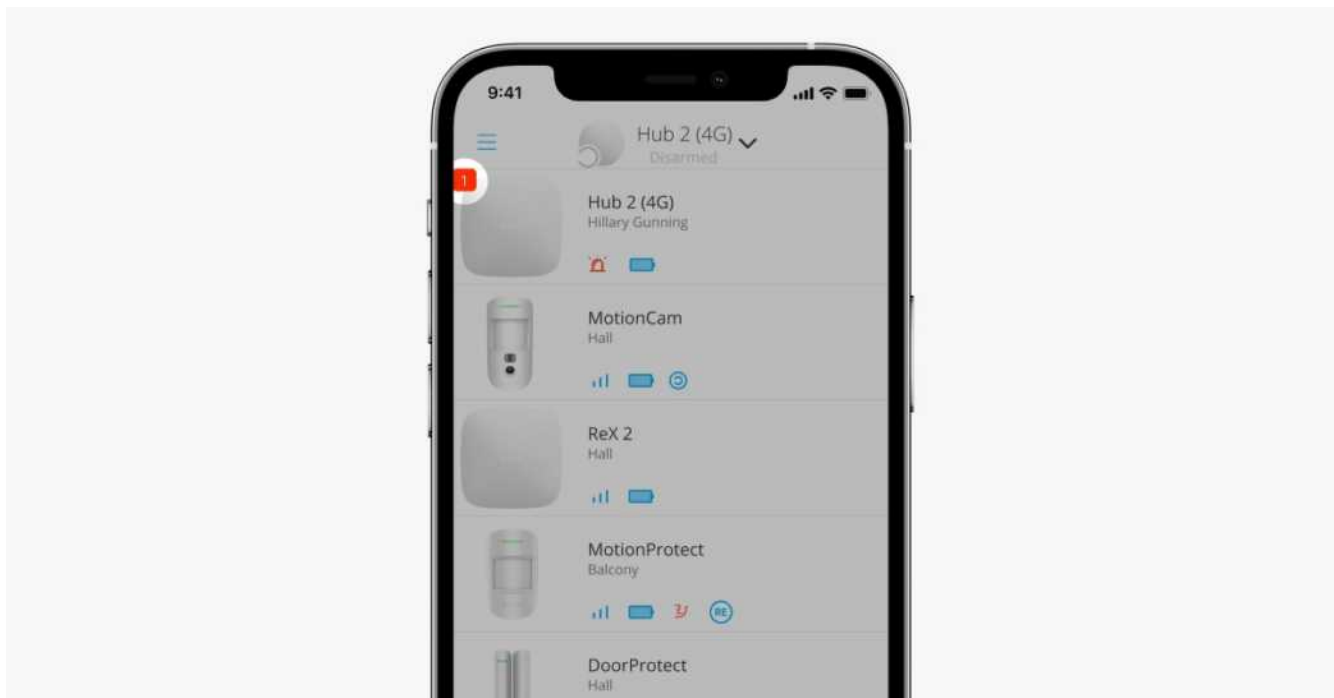 9:41
Hub 2 (4G)
Disarmed
1
Hub 2 (4G)
Hillary Gunning
MotionCam
Hall
ReX 2
Hall
MotionProtect
Balcony
RE
DoorProtect
Hall